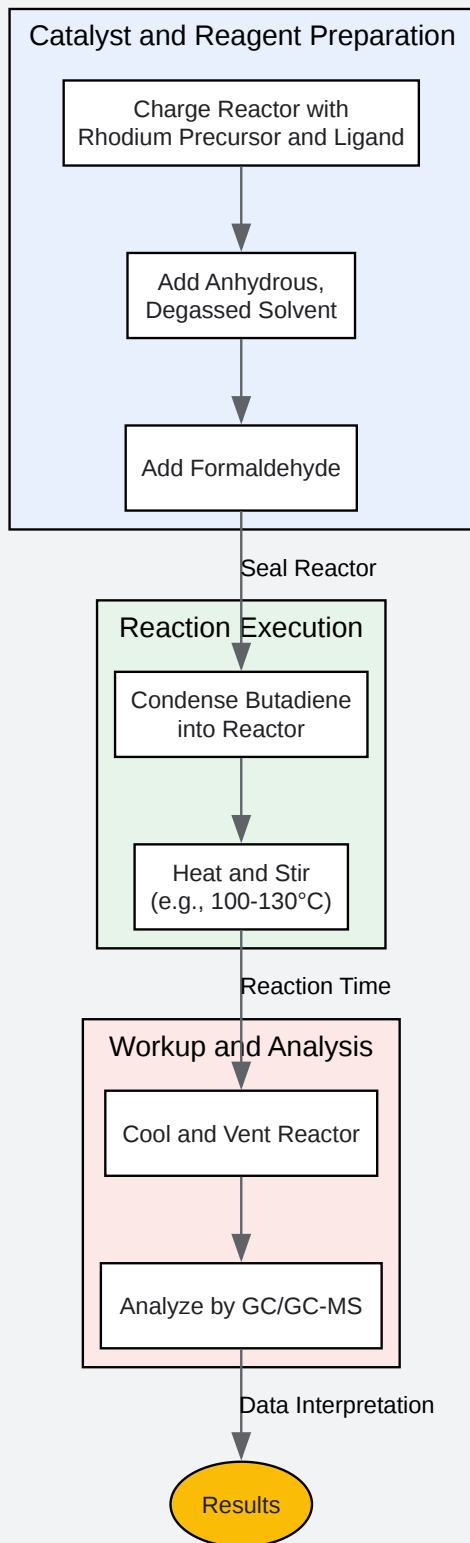 Catalyst and Reagent Preparation
Charge Reactor with
Rhodium Precursor and Ligand
Add Anhydrous,
Degassed Solvent
Add Formaldehyde
Seal Reactor
Reaction Execution
Condense Butadiene
into Reactor
Heat and Stir
(e.g., 100-130°C)
Reaction Time
Workup and Analysis
Cool and Vent Reactor
Analyze by GC/GC-MS
Data Interpretation
Results